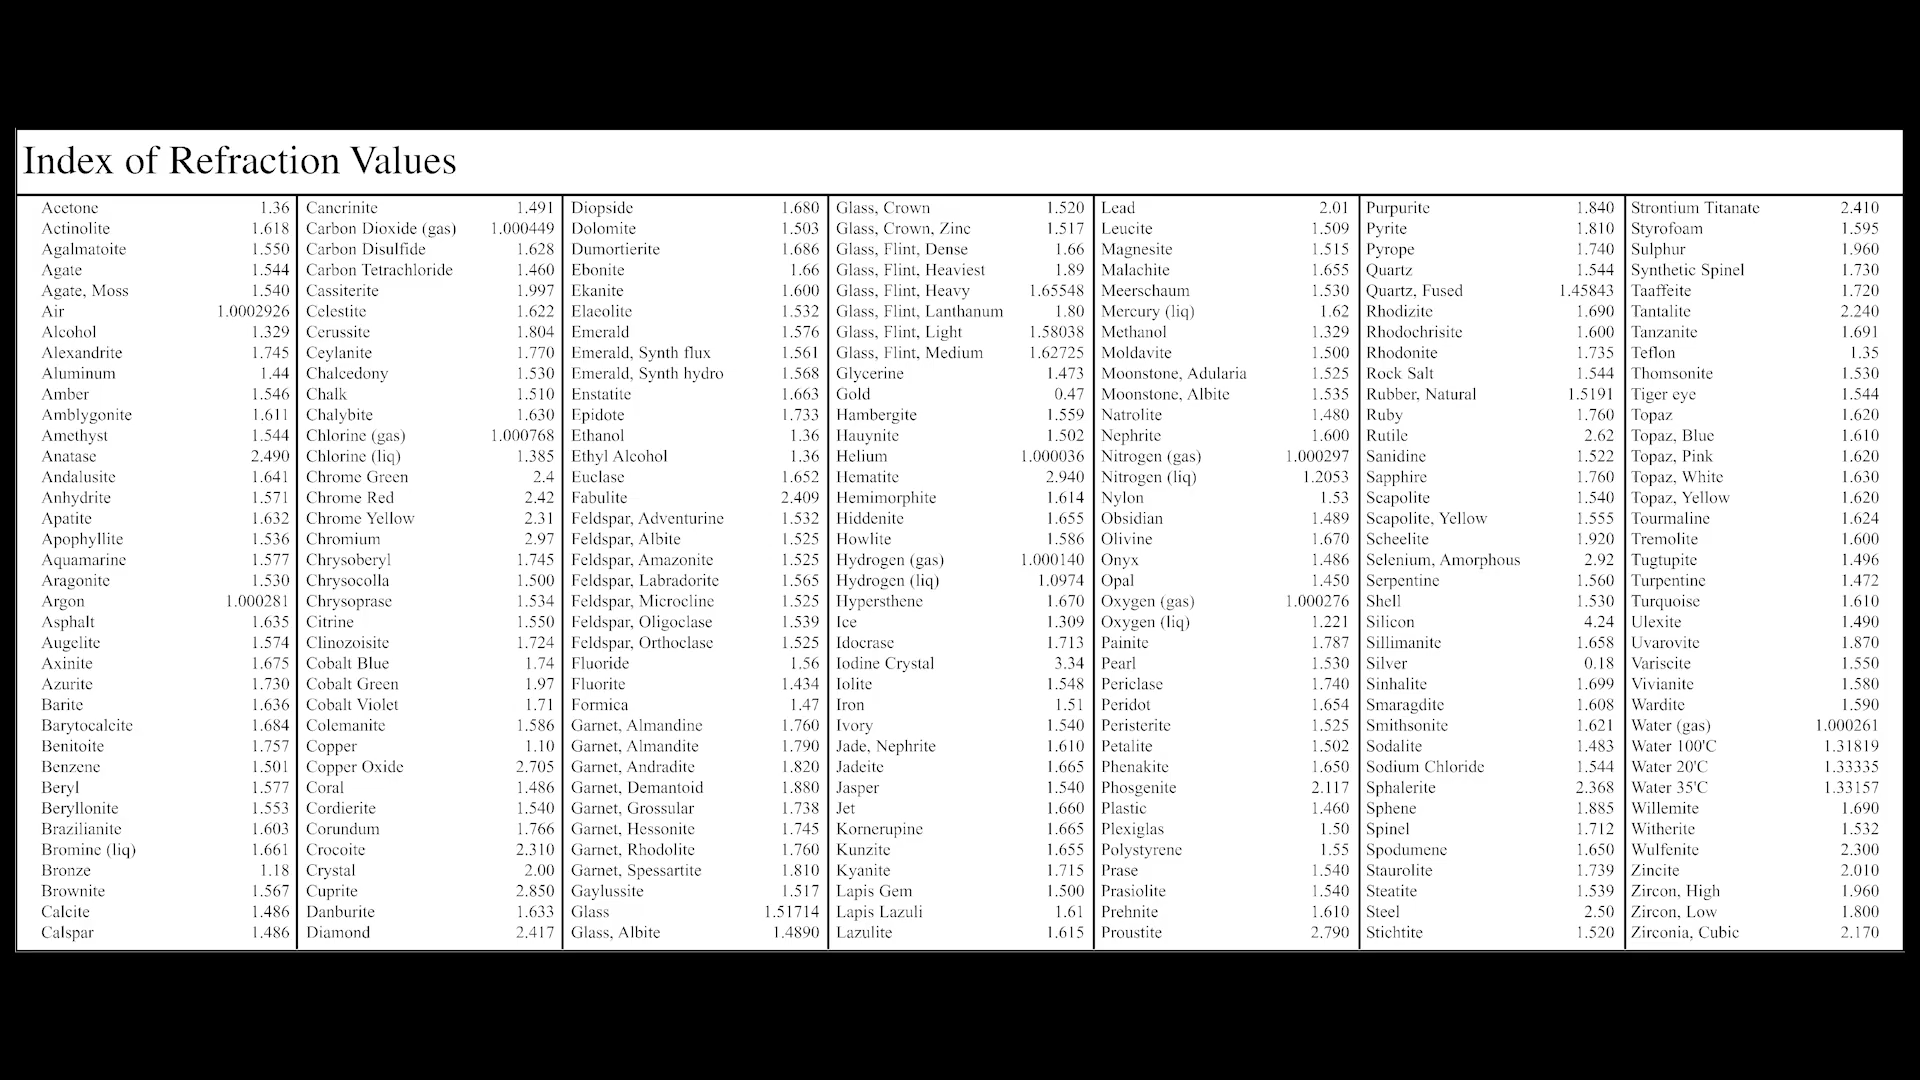 Index of Refraction Values
Acetone 1.36
Actinolite 1.618
Agalmatoite 1.550
Agate 1.544
Agate, Moss 1.540
Air 1.0002926
Alcohol 1.329
Alexandrite 1.745
Aluminum 1.44
Amber 1.546
Amblygonite 1.611
Amethyst 1.544
Anatase 2.490
Andalusite 1.641
Anhydrite 1.571
Apatite 1.632
Apophyllite 1.536
Aquamarine 1.577
Aragonite 1.530
Argon 1.000281
Asphalt 1.635
Augelite 1.574
Axinite 1.675
Azurite 1.730
Barite 1.636
Barytocalcite 1.684
Benitoite 1.757
Benzene 1.501
Beryl 1.577
Beryllonite 1.553
Brazilianite 1.603
Bromine (liq) 1.661
Bronze 1.18
Brownite 1.567
Calcite 1.486
Calspar 1.486
Cancrinite 1.491
Carbon Dioxide (gas) 1.000449
Carbon Disulfide 1.628
Carbon Tetrachloride 1.460
Cassiterite 1.997
Celestite 1.622
Cerussite 1.804
Ceylanite 1.770
Chalcedony 1.530
Chalk 1.510
Chalybite 1.630
Chlorine (gas) 1.000768
Chlorine (liq) 1.385
Chrome Green 2.4
Chrome Red 2.42
Chrome Yellow 2.31
Chromium 2.97
Chrysoberyl 1.745
Chrysocolla 1.500
Chrysoprase 1.534
Citrine 1.550
Clinozoisite 1.724
Cobalt Blue 1.74
Cobalt Green 1.97
Cobalt Violet 1.71
Colemanite 1.586
Copper 1.10
Copper Oxide 2.705
Coral 1.486
Cordierite 1.540
Corundum 1.766
Crocoite 2.310
Crystal 2.00
Cuprite 2.850
Danburite 1.633
Diamond 2.417
Diopside 1.680
Dolomite 1.503
Dumortierite 1.686
Ebonite 1.66
Ekanite 1.600
Elaeolite 1.532
Emerald 1.576
Emerald, Synth flux 1.561
Emerald, Synth hydro 1.568
Enstatite 1.663
Epidote 1.733
Ethanol 1.36
Ethyl Alcohol 1.36
Euclase 1.652
Fabulite 2.409
Feldspar, Adventurine 1.532
Feldspar, Albite 1.525
Feldspar, Amazonite 1.525
Feldspar, Labradorite 1.565
Feldspar, Microcline 1.525
Feldspar, Oligoclase 1.539
Feldspar, Orthoclase 1.525
Fluoride 1.56
Fluorite 1.434
Formica 1.47
Garnet, Almandine 1.760
Garnet, Almandite 1.790
Garnet, Andradite 1.820
Garnet, Demantoid 1.880
Garnet, Grossular 1.738
Garnet, Hessonite 1.745
Garnet, Rhodolite 1.760
Garnet, Spessartite 1.810
Gaylussite 1.517
Glass 1.51714
Glass, Albite 1.4890
Glass, Crown 1.520
Glass, Crown, Zinc 1.517
Glass, Flint, Dense 1.66
Glass, Flint, Heaviest 1.89
Glass, Flint, Heavy 1.65548
Glass, Flint, Lanthanum 1.80
Glass, Flint, Light 1.58038
Glass, Flint, Medium 1.62725
Glycerine 1.473
Gold 0.47
Hambergite 1.559
Hauynite 1.502
Helium 1.000036
Hematite 2.940
Hemimorphite 1.614
Hiddenite 1.655
Howlite 1.586
Hydrogen (gas) 1.000140
Hydrogen (liq) 1.0974
Hypersthene 1.670
Ice 1.309
Idocrase 1.713
Iodine Crystal 3.34
Iolite 1.548
Iron 1.51
Ivory 1.540
Jade, Nephrite 1.610
Jadeite 1.665
Jasper 1.540
Jet 1.660
Kornerupine 1.665
Kunzite 1.655
Kyanite 1.715
Lapis Gem 1.500
Lapis Lazuli 1.61
Lazulite 1.615
Lead 2.01
Leucite 1.509
Magnesite 1.515
Malachite 1.655
Meerschaum 1.530
Mercury (liq) 1.62
Methanol 1.329
Moldavite 1.500
Moonstone, Adularia 1.525
Moonstone, Albite 1.535
Natrolite 1.480
Nephrite 1.600
Nitrogen (gas) 1.000297
Nitrogen (liq) 1.2053
Nylon 1.53
Obsidian 1.489
Olivine 1.670
Onyx 1.486
Opal 1.450
Oxygen (gas) 1.000276
Oxygen (liq) 1.221
Painite 1.787
Pearl 1.530
Periclase 1.740
Peridot 1.654
Peristerite 1.525
Petalite 1.502
Phenakite 1.650
Phosgenite 2.117
Plastic 1.460
Plexiglas 1.50
Polystyrene 1.55
Prase 1.540
Prasiolite 1.540
Prehnite 1.610
Proustite 2.790
Purpurite 1.840
Pyrite 1.810
Pyrope 1.740
Quartz 1.544
Quartz, Fused 1.45843
Rhodizite 1.690
Rhodochrisite 1.600
Rhodonite 1.735
Rock Salt 1.544
Rubber, Natural 1.5191
Ruby 1.760
Rutile 2.62
Sanidine 1.522
Sapphire 1.760
Scapolite 1.540
Scapolite, Yellow 1.555
Scheelite 1.920
Selenium, Amorphous 2.92
Serpentine 1.560
Shell 1.530
Silicon 4.24
Sillimanite 1.658
Silver 0.18
Sinhalite 1.699
Smaragdite 1.608
Smithsonite 1.621
Sodalite 1.483
Sodium Chloride 1.544
Sphalerite 2.368
Sphene 1.885
Spinel 1.712
Spodumene 1.650
Staurolite 1.739
Steatite 1.539
Steel 2.50
Stichtite 1.520
Strontium Titanate 2.410
Styrofoam 1.595
Sulphur 1.960
Synthetic Spinel 1.730
Taaffeite 1.720
Tantalite 2.240
Tanzanite 1.691
Teflon 1.35
Thomsonite 1.530
Tiger eye 1.544
Topaz 1.620
Topaz, Blue 1.610
Topaz, Pink 1.620
Topaz, White 1.630
Topaz, Yellow 1.620
Tourmaline 1.624
Tremolite 1.600
Tugtupite 1.496
Turpentine 1.472
Turquoise 1.610
Ulexite 1.490
Uvarovite 1.870
Variscite 1.550
Vivianite 1.580
Wardite 1.590
Water (gas) 1.000261
Water 100'C 1.31819
Water 20'C 1.33335
Water 35'C 1.33157
Willemite 1.690
Witherite 1.532
Wulfenite 2.300
Zincite 2.010
Zircon, High 1.960
Zircon, Low 1.800
Zirconia, Cubic 2.170